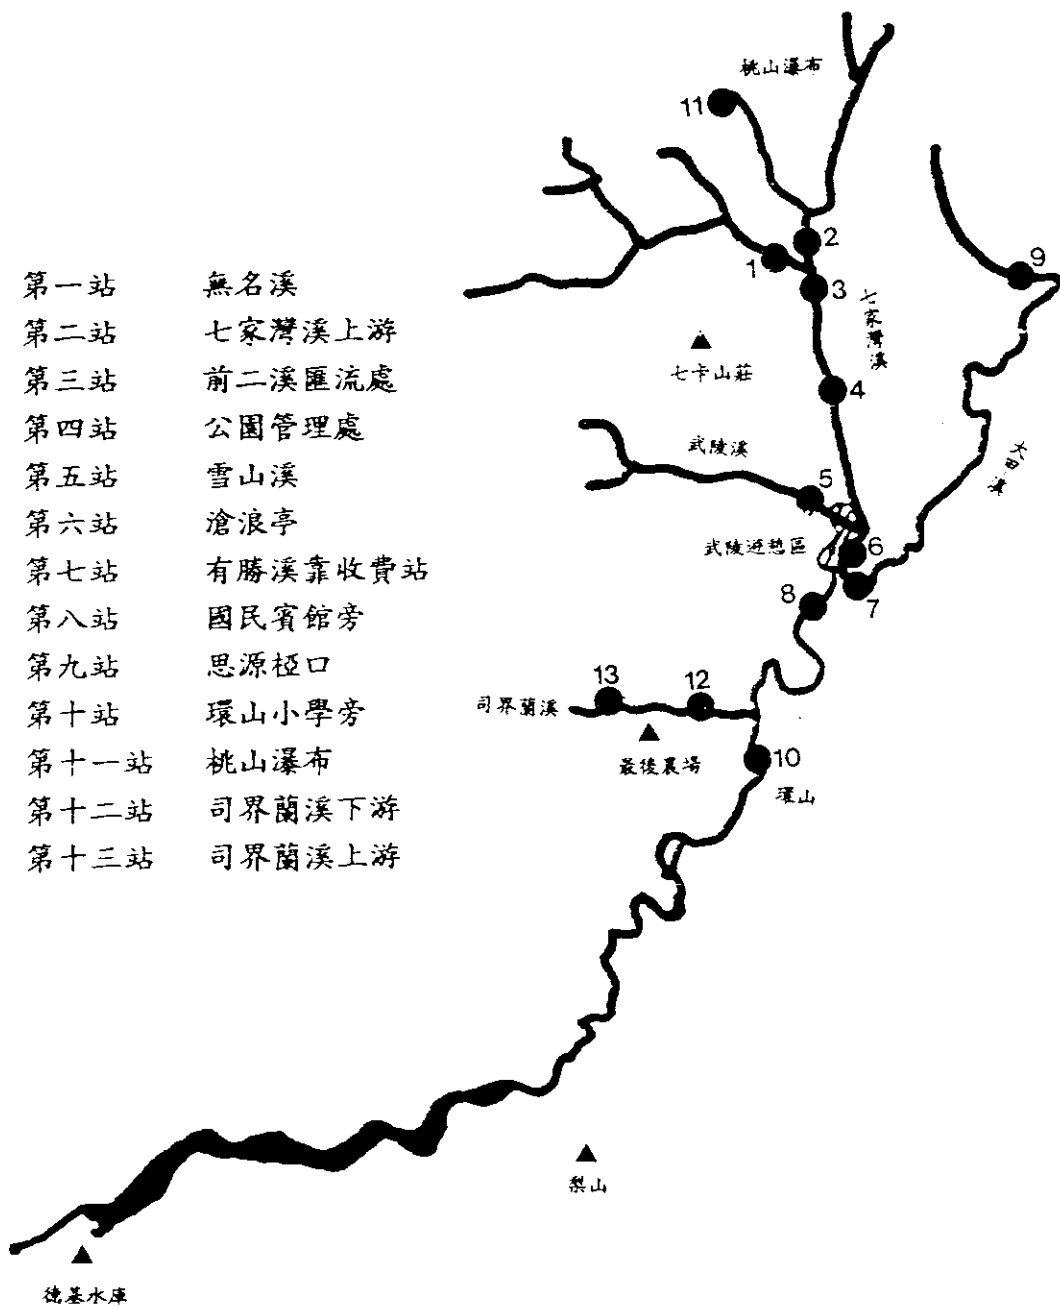 第一站 無名溪
第二站 七家灣溪上游
第三站 前二溪匯流處
第四站 公園管理處
第五站 雪山溪
第六站 滄浪亭
第七站 有勝溪靠收費站
第八站 國民賓館旁
第九站 思源椏口
第十站 環山小學旁
第十一站 桃山瀑布
第十二站 司界蘭溪下游
第十三站 司界蘭溪上游
桃山瀑布
11
2
1
3
9
七家灣溪
七卡山莊
4
武陵溪
5
大甲溪
武陵遊憩區
6
7
8
13
12
司界蘭溪
最後農場
10
環山
梨山
德基水庫